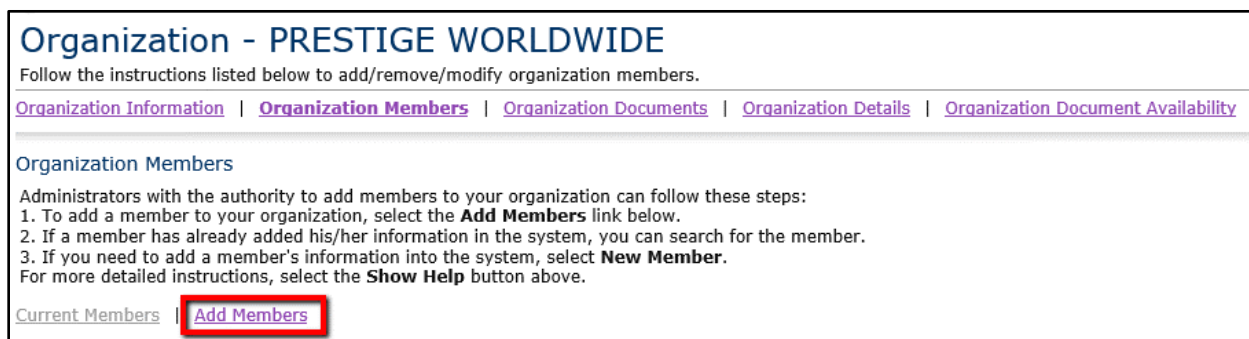 Organization - PRESTIGE WORLDWIDE
Follow the instructions listed below to add/remove/modify organization members.
Organization Information | Organization Members | Organization Documents | Organization Details | Organization Document Availability
Organization Members
Administrators with the authority to add members to your organization can follow these steps:
1. To add a member to your organization, select the Add Members link below.
2. If a member has already added his/her information in the system, you can search for the member.
3. If you need to add a member's information into the system, select New Member.
For more detailed instructions, select the Show Help button above.
Current Members | Add Members